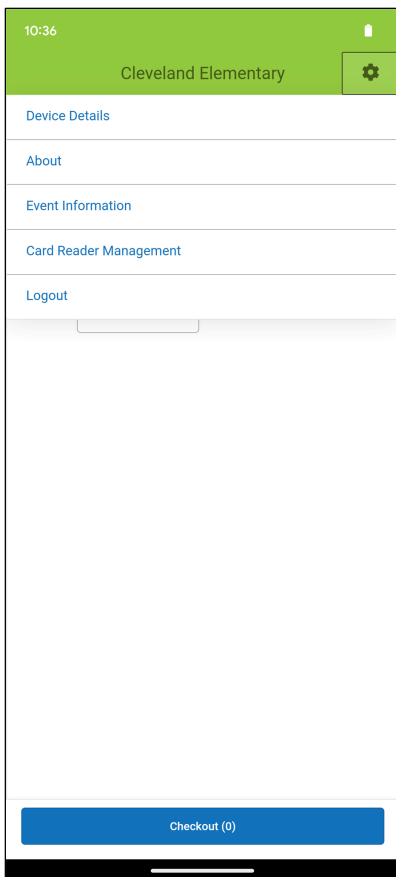 10:36
Cleveland Elementary
Device Details
About
Event Information
Card Reader Management
Logout
Checkout (0)